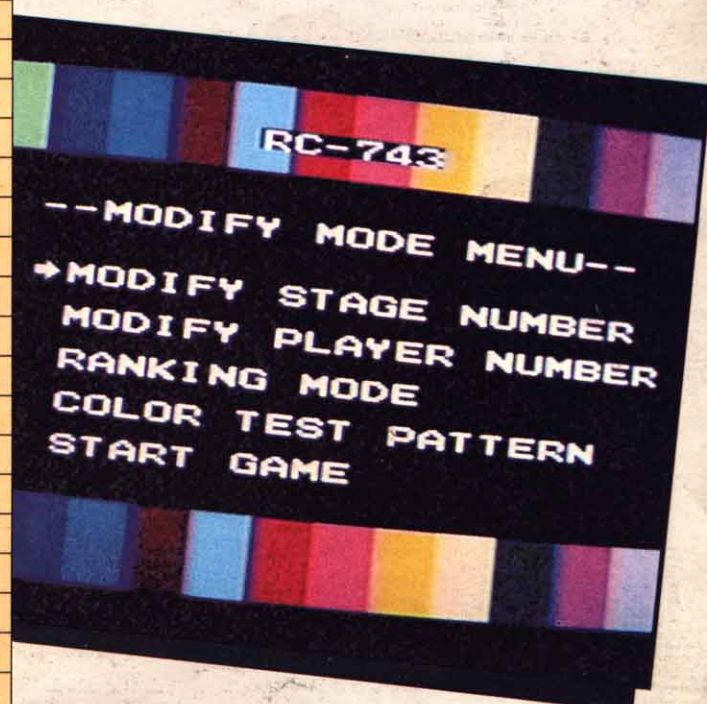 RC-743
--MODIFY MODE MENU--
➔MODIFY STAGE NUMBER
MODIFY PLAYER NUMBER
RANKING MODE
COLOR TEST PATTERN
START GAME